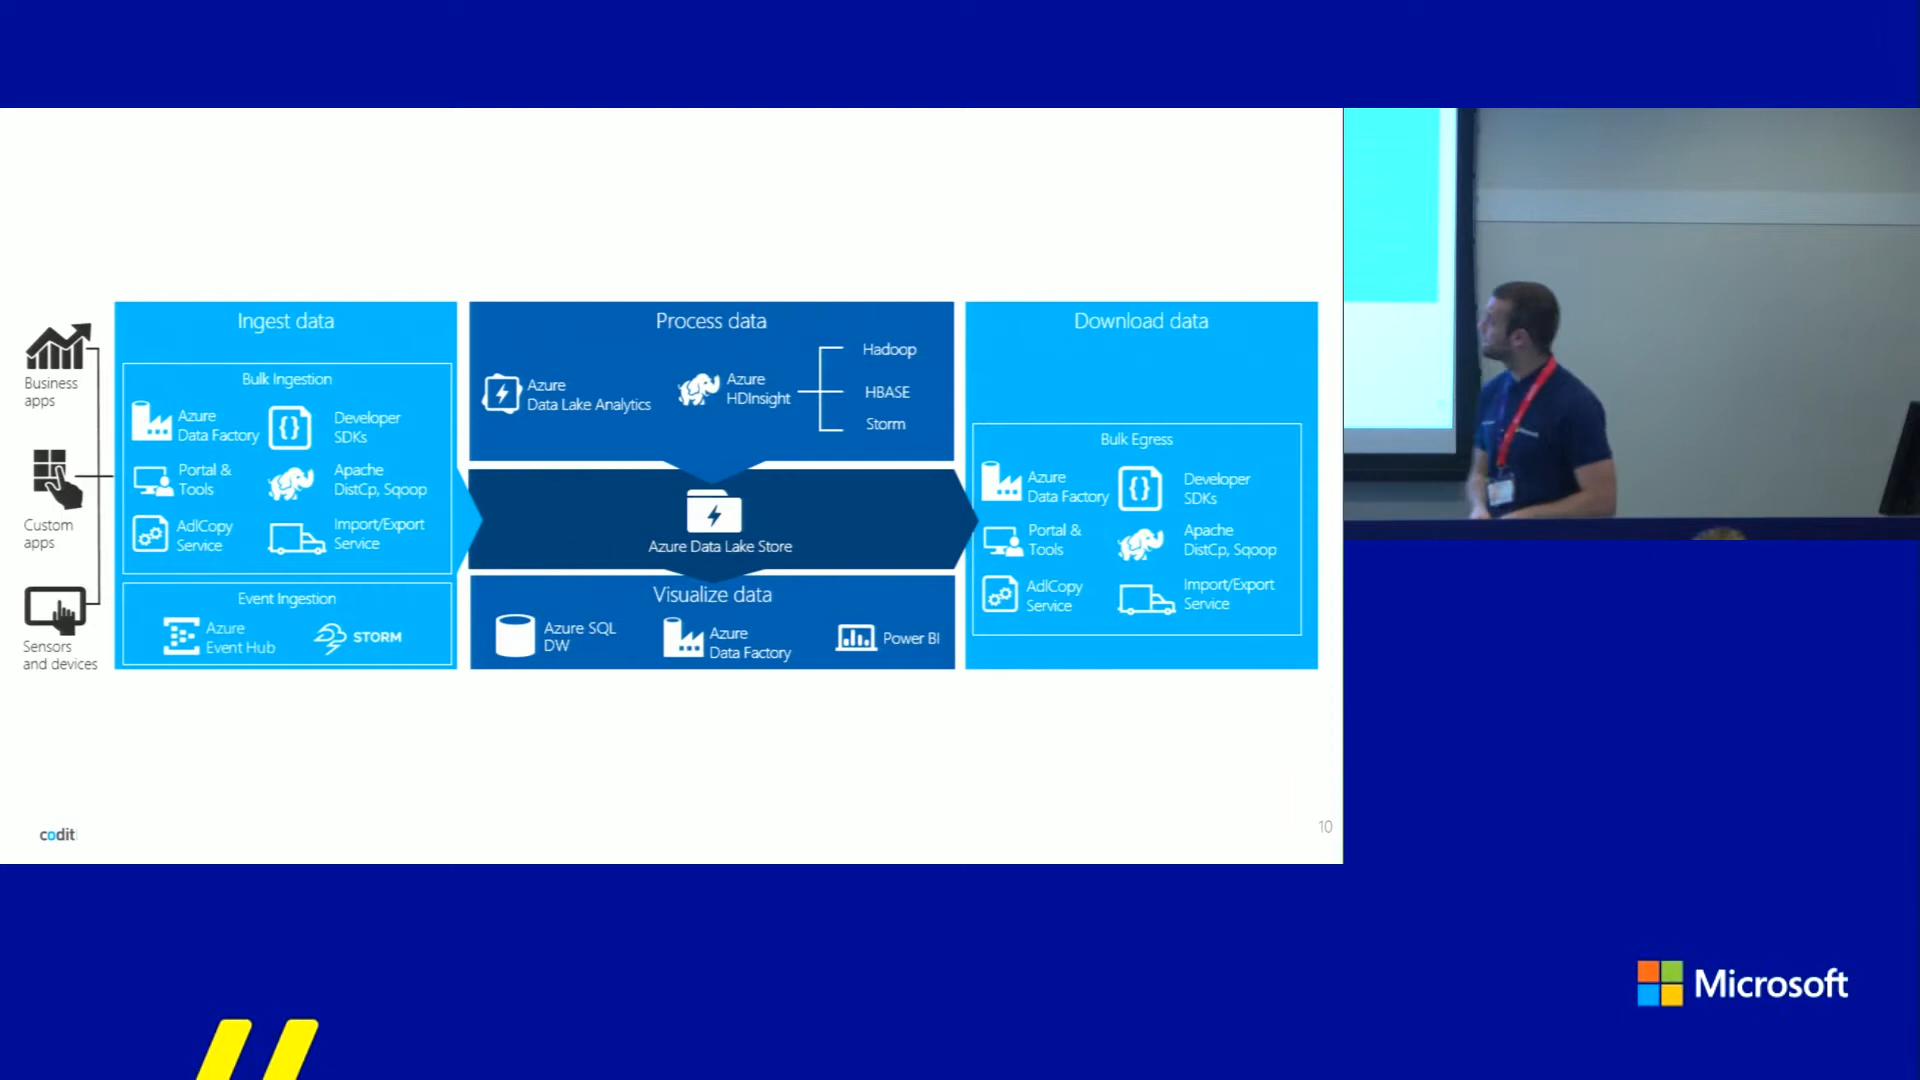 Business
apps
Custom
apps
Sensors
and devices
Ingest data
Bulk Ingestion
Azure
Data Factory
Developer
SDKs
Portal &
Tools
Apache
DistCp, Sqoop
AdlCopy
Service
Import/Export
Service
Event Ingestion
Azure
Event Hub
STORM
Process data
Azure
Data Lake Analytics
Azure
HDInsight
Hadoop
HBASE
Storm
Azure Data Lake Store
Visualize data
Azure SQL
DW
Azure
Data Factory
Power BI
Download data
Bulk Egress
Azure
Data Factory
Developer
SDKs
Portal &
Tools
Apache
DistCp, Sqoop
AdlCopy
Service
Import/Export
Service
codit
10
Microsoft